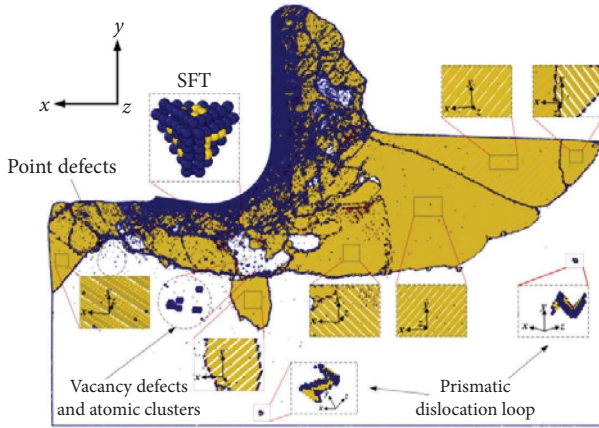 y
x
z
SFT
Point defects
Vacancy defects
and atomic clusters
Prismatic
dislocation loop